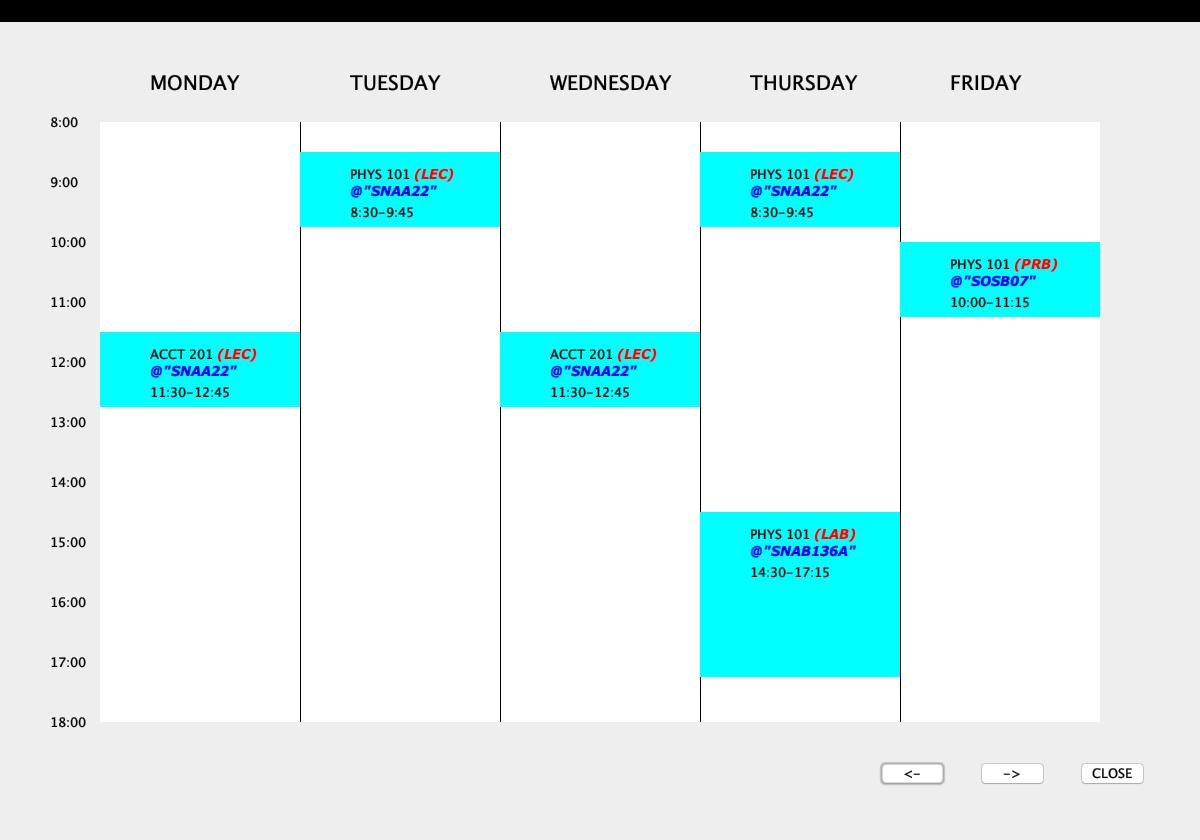 MONDAY TUESDAY WEDNESDAY THURSDAY FRIDAY
8:00
PHYS 101 (LEC)
@"SNAA22"
8:30-9:45
PHYS 101 (LEC)
@"SNAA22"
8:30-9:45
9:00
10:00
PHYS 101 (PRB)
@"SOSB07"
10:00-11:15
11:00
ACCT 201 (LEC)
@"SNAA22"
11:30-12:45
ACCT 201 (LEC)
@"SNAA22"
11:30-12:45
12:00
13:00
14:00
PHYS 101 (LAB)
@"SNAB136A"
14:30-17:15
15:00
16:00
17:00
18:00
<- -> CLOSE